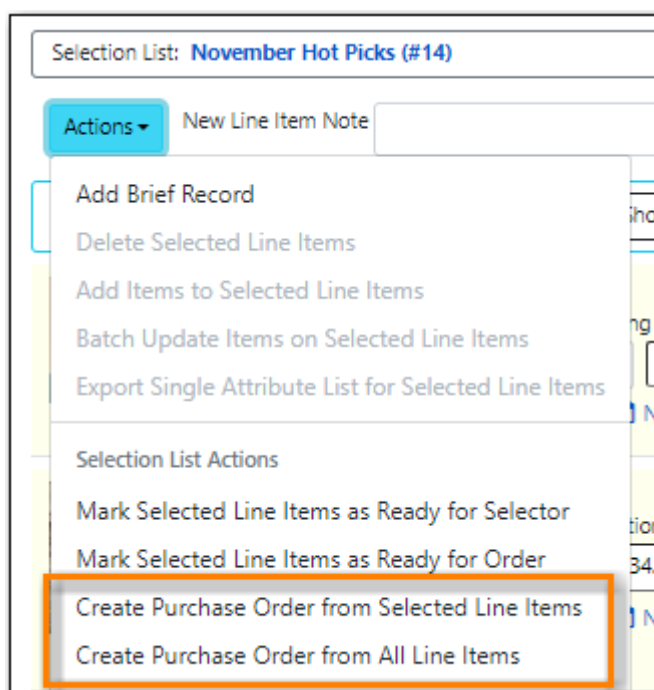 Selection List: November Hot Picks (#14)
Actions New Line Item Note
Add Brief Record
Delete Selected Line Items
Add Items to Selected Line Items
Batch Update Items on Selected Line Items
Export Single Attribute List for Selected Line Items
Selection List Actions
Mark Selected Line Items as Ready for Selector
Mark Selected Line Items as Ready for Order
34.
Create Purchase Order from Selected Line Items
Create Purchase Order from All Line Items